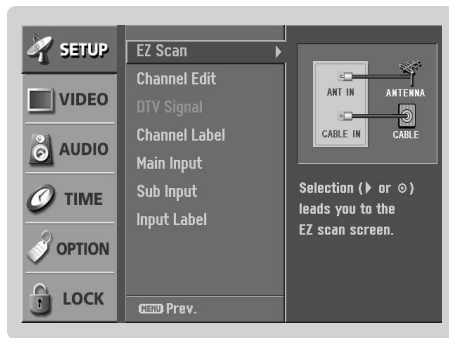 SETUP
VIDEO
AUDIO
TIME
OPTION
LOCK
EZ Scan
Channel Edit
DTV Signal
Channel Label
Main Input
Sub Input
Input Label
MENU Prev.
ANT IN
ANTENNA
CABLE IN
CABLE
Selection (▶ or ⊙)
leads you to the
EZ scan screen.